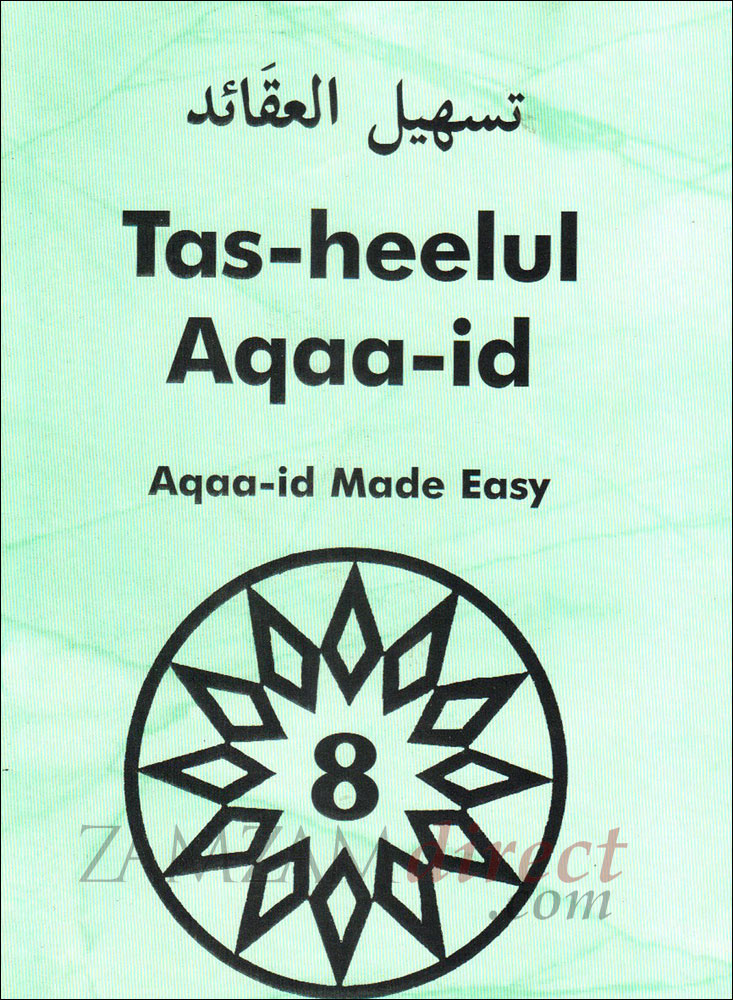 تسهيل العقَائد
Tas-heelul
Aqaa-id
Aqaa-id Made Easy
8
ZAMZAMdirect
.com